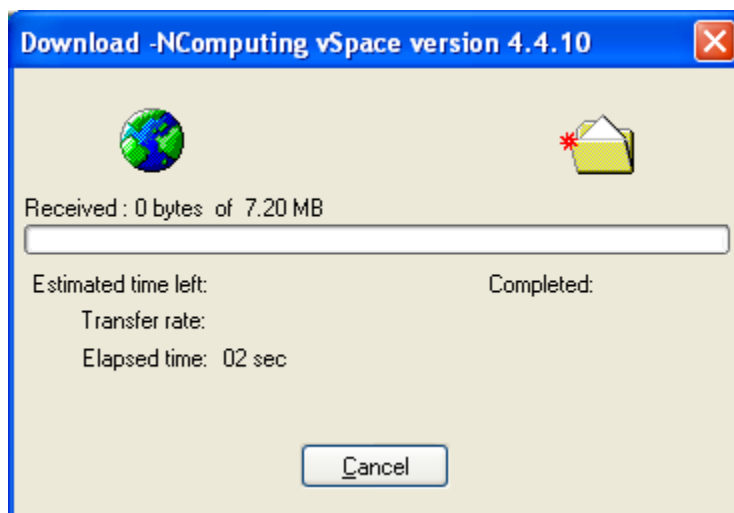 Download -NComputing vSpace version 4.4.10
Received : 0 bytes of 7.20 MB
Estimated time left:
Completed:
Transfer rate:
Elapsed time: 02 sec
Cancel